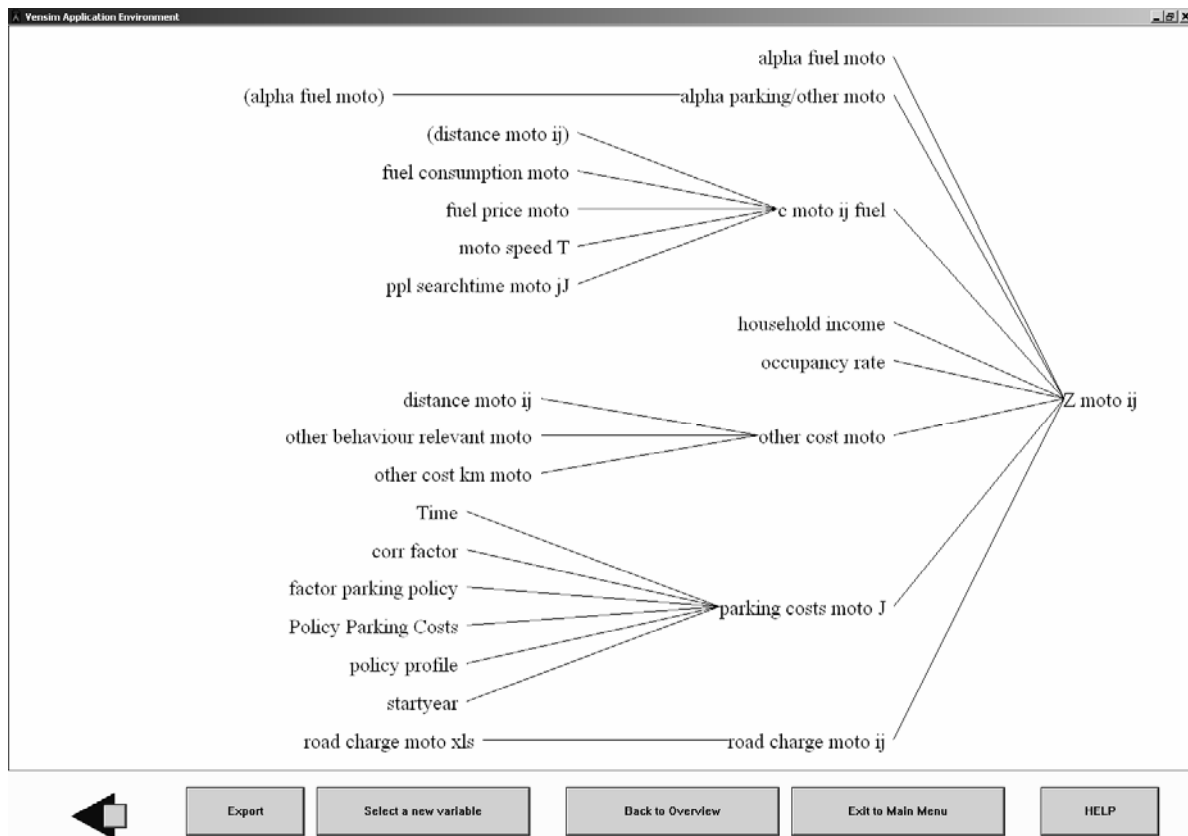 Vensim Application Environment
alpha fuel moto
(alpha fuel moto)
alpha parking/other moto
(distance moto ij)
fuel consumption moto
fuel price moto
c moto ij fuel
moto speed T
ppl searchtime moto jJ
household income
occupancy rate
distance moto ij
Z moto ij
other behaviour relevant moto
other cost moto
other cost km moto
Time
corr factor
factor parking policy
parking costs moto J
Policy Parking Costs
policy profile
startyear
road charge moto xls
road charge moto ij
Export
Select a new variable
Back to Overview
Exit to Main Menu
HELP